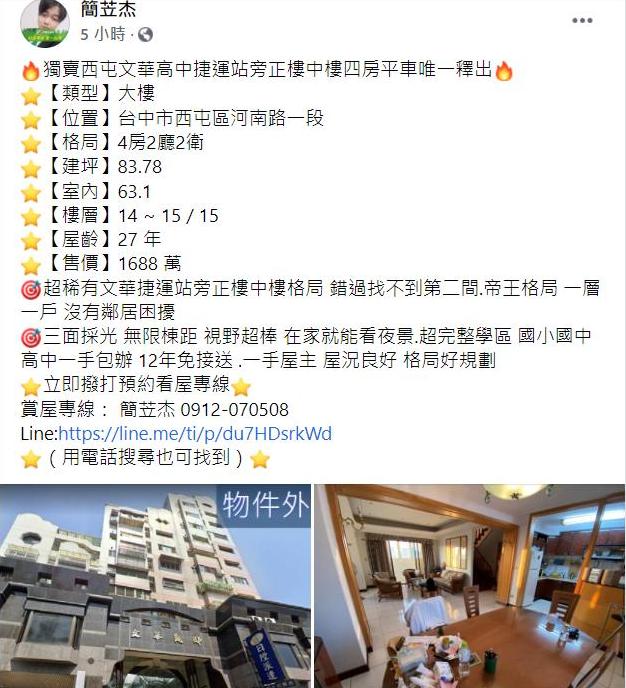 簡苙杰
5 小時 ·
🔥獨賣西屯文華高中捷運站旁正樓中樓四房平車唯一釋出🔥
⭐【類型】大樓
⭐【位置】台中市西屯區河南路一段
⭐【格局】4房2廳2衛
⭐【建坪】83.78
⭐【室內】63.1
⭐【樓層】14 ~ 15 / 15
⭐【屋齡】27 年
⭐【售價】1688 萬
🎯超稀有文華捷運站旁正樓中樓格局 錯過找不到第二間.帝王格局 一層
一戶 沒有鄰居困擾
🎯三面採光 無限棟距 視野超棒 在家就能看夜景.超完整學區 國小國中
高中一手包辦 12年免接送 .一手屋主 屋況良好 格局好規劃
⭐立即撥打預約看屋專線⭐
賞屋專線： 簡苙杰 0912-070508
Line:https://line.me/ti/p/du7HDsrkWd
⭐（用電話搜尋也可找到）⭐
物件外